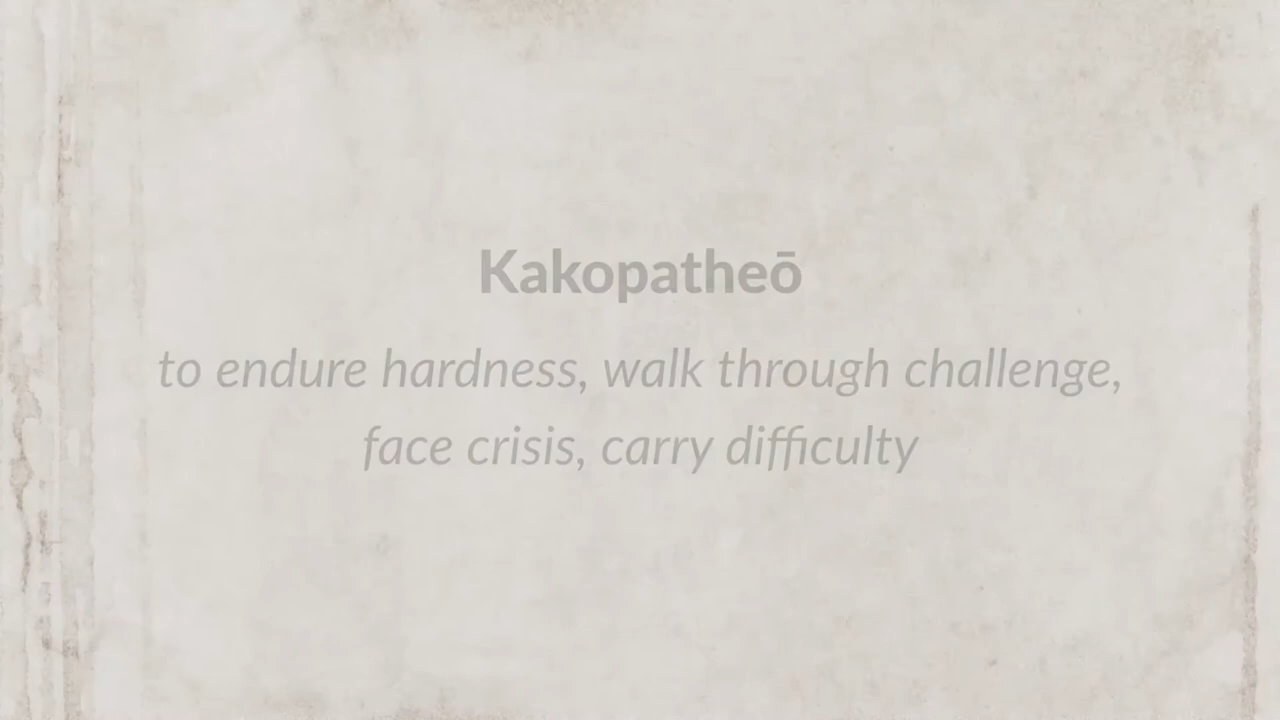 Kakopatheō
to endure hardness, walk through challenge,
face crisis, carry difficulty